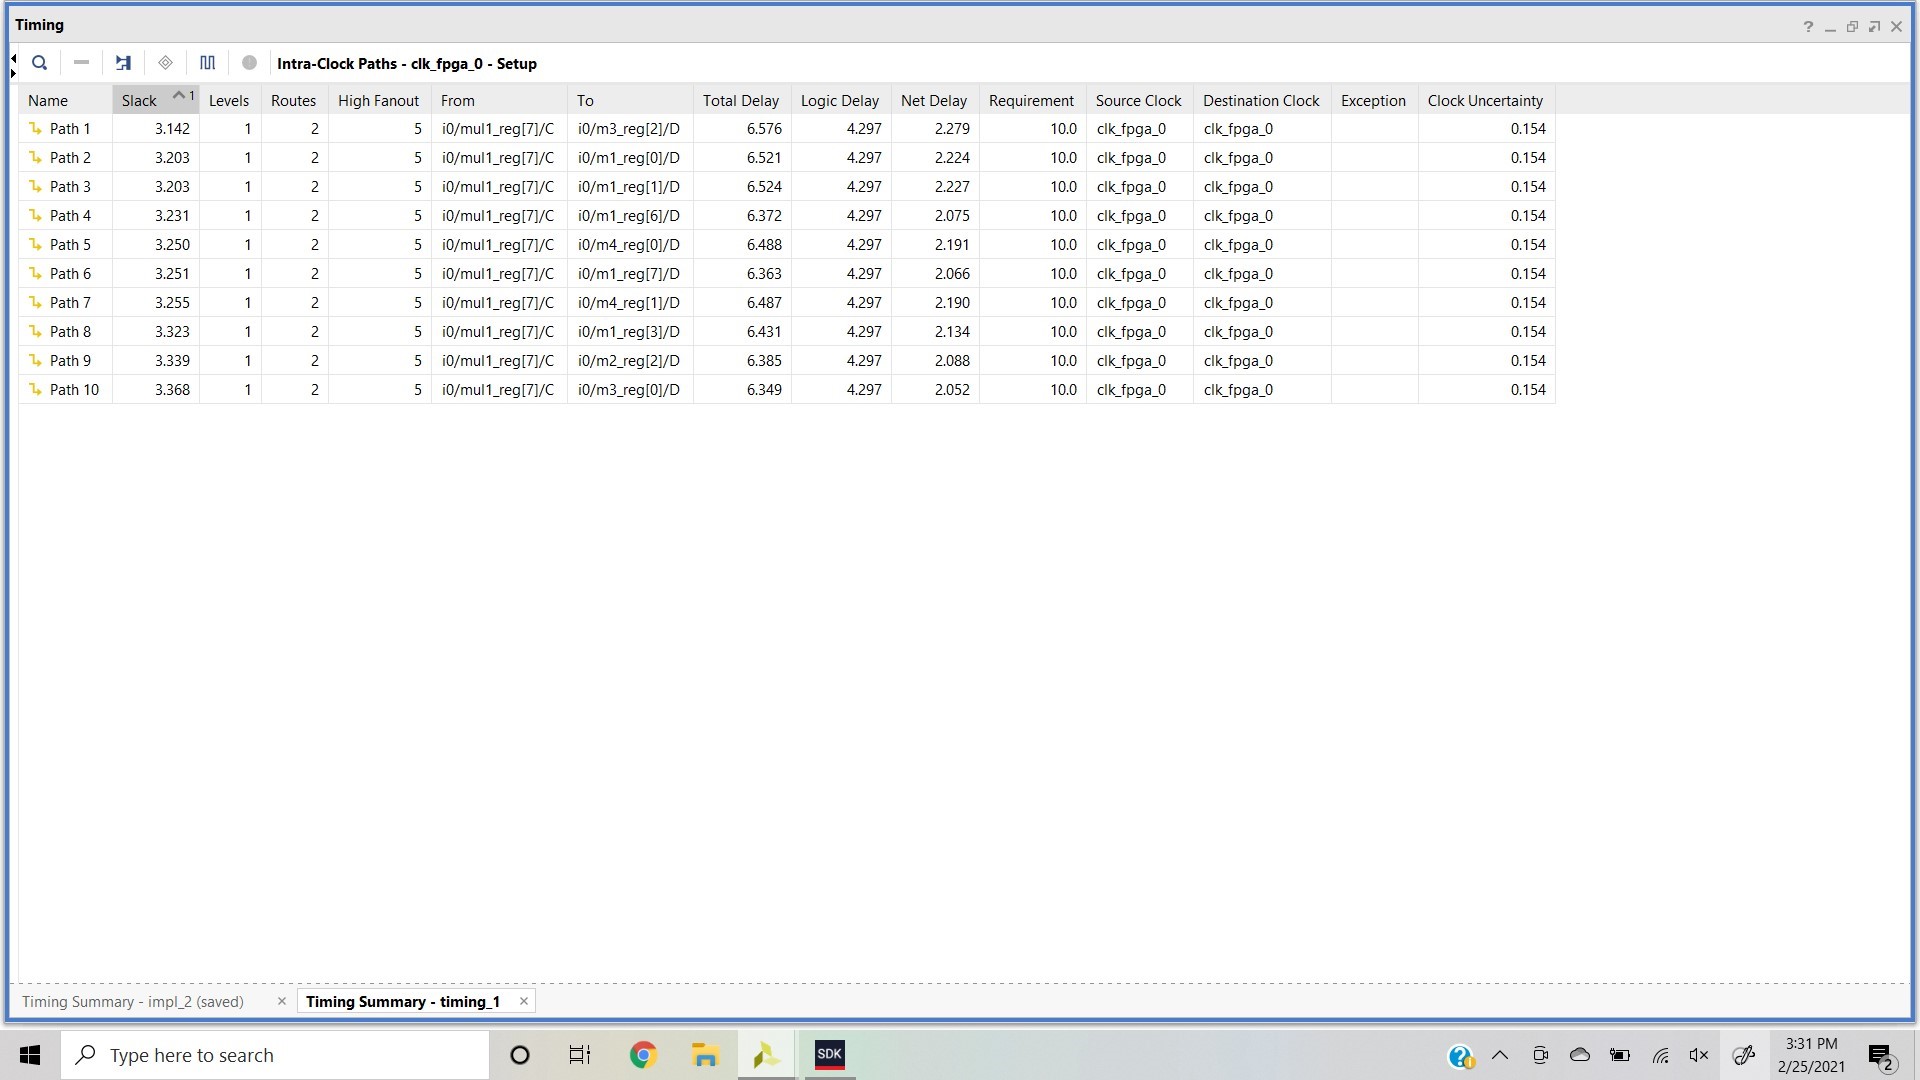 Timing
Intra-Clock Paths - clk_fpga_0 - Setup
Name Slack 1 Levels Routes High Fanout From To Total Delay Logic Delay Net Delay Requirement Source Clock Destination Clock Exception Clock Uncertainty
Path 1 3.142 1 2 5 i0/mul1_reg[7]/C i0/m3_reg[2]/D 6.576 4.297 2.279 10.0 clk_fpga_0 clk_fpga_0 0.154
Path 2 3.203 1 2 5 i0/mul1_reg[7]/C i0/m1_reg[0]/D 6.521 4.297 2.224 10.0 clk_fpga_0 clk_fpga_0 0.154
Path 3 3.203 1 2 5 i0/mul1_reg[7]/C i0/m1_reg[1]/D 6.524 4.297 2.227 10.0 clk_fpga_0 clk_fpga_0 0.154
Path 4 3.231 1 2 5 i0/mul1_reg[7]/C i0/m1_reg[6]/D 6.372 4.297 2.075 10.0 clk_fpga_0 clk_fpga_0 0.154
Path 5 3.250 1 2 5 i0/mul1_reg[7]/C i0/m4_reg[0]/D 6.488 4.297 2.191 10.0 clk_fpga_0 clk_fpga_0 0.154
Path 6 3.251 1 2 5 i0/mul1_reg[7]/C i0/m1_reg[7]/D 6.363 4.297 2.066 10.0 clk_fpga_0 clk_fpga_0 0.154
Path 7 3.255 1 2 5 i0/mul1_reg[7]/C i0/m4_reg[1]/D 6.487 4.297 2.190 10.0 clk_fpga_0 clk_fpga_0 0.154
Path 8 3.323 1 2 5 i0/mul1_reg[7]/C i0/m1_reg[3]/D 6.431 4.297 2.134 10.0 clk_fpga_0 clk_fpga_0 0.154
Path 9 3.339 1 2 5 i0/mul1_reg[7]/C i0/m2_reg[2]/D 6.385 4.297 2.088 10.0 clk_fpga_0 clk_fpga_0 0.154
Path 10 3.368 1 2 5 i0/mul1_reg[7]/C i0/m3_reg[0]/D 6.349 4.297 2.052 10.0 clk_fpga_0 clk_fpga_0 0.154
Timing Summary - impl_2 (saved) Timing Summary - timing_1
Type here to search
SDK
3:31 PM
2/25/2021
2